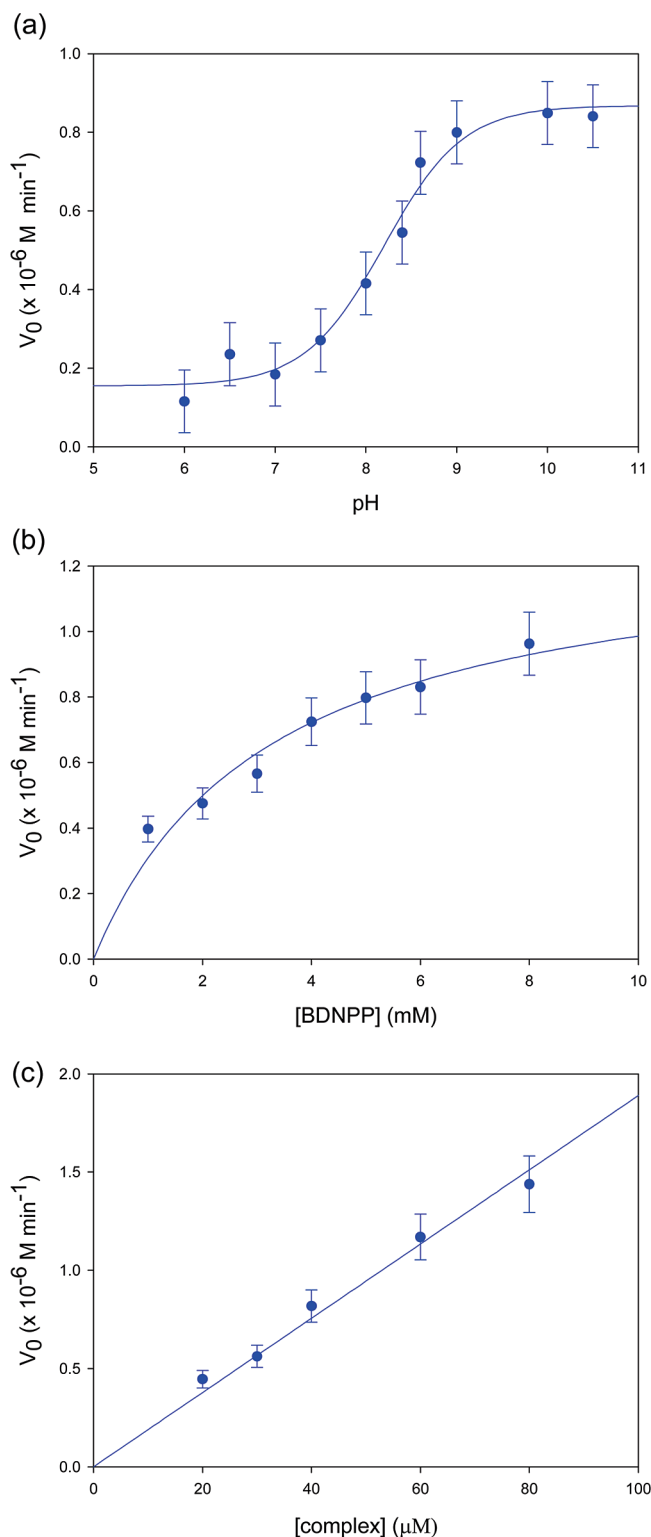 (a)
1.0
0.8
0.6
0.4
0.2
0.0
V0 (x 10-6 M min-1)
5 6 7 8 9 10 11
pH
(b)
1.2
1.0
0.8
0.6
0.4
0.2
0.0
V0 (x 10-6 M min-1)
0 2 4 6 8 10
[BDNPP] (mM)
(c)
2.0
1.5
1.0
0.5
0.0
V0 (x 10-6 M min-1)
0 20 40 60 80 100
[complex] (μM)